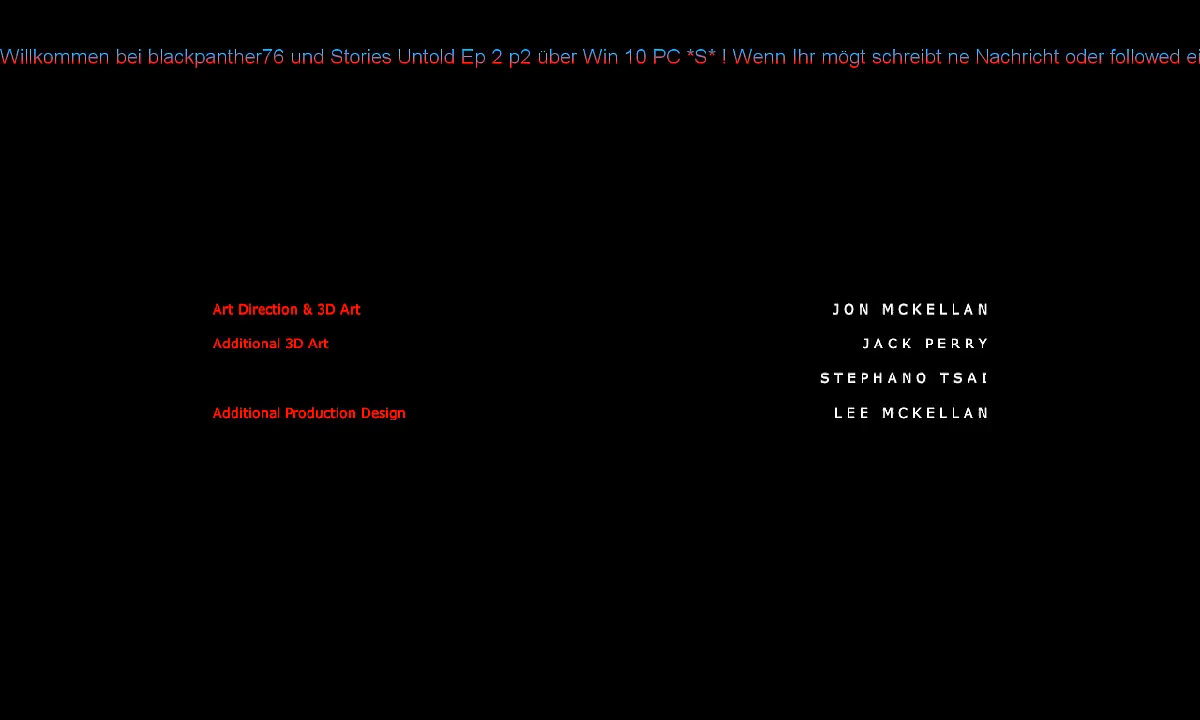 Willkommen bei blackpanther76 und Stories Untold Ep 2 p2 über Win 10 PC *S* ! Wenn Ihr mögt schreibt ne Nachricht oder followed ei
Art Direction & 3D Art JON MCKELLAN
Additional 3D Art JACK PERRY
STEPHANO TSAI
Additional Production Design LEE MCKELLAN